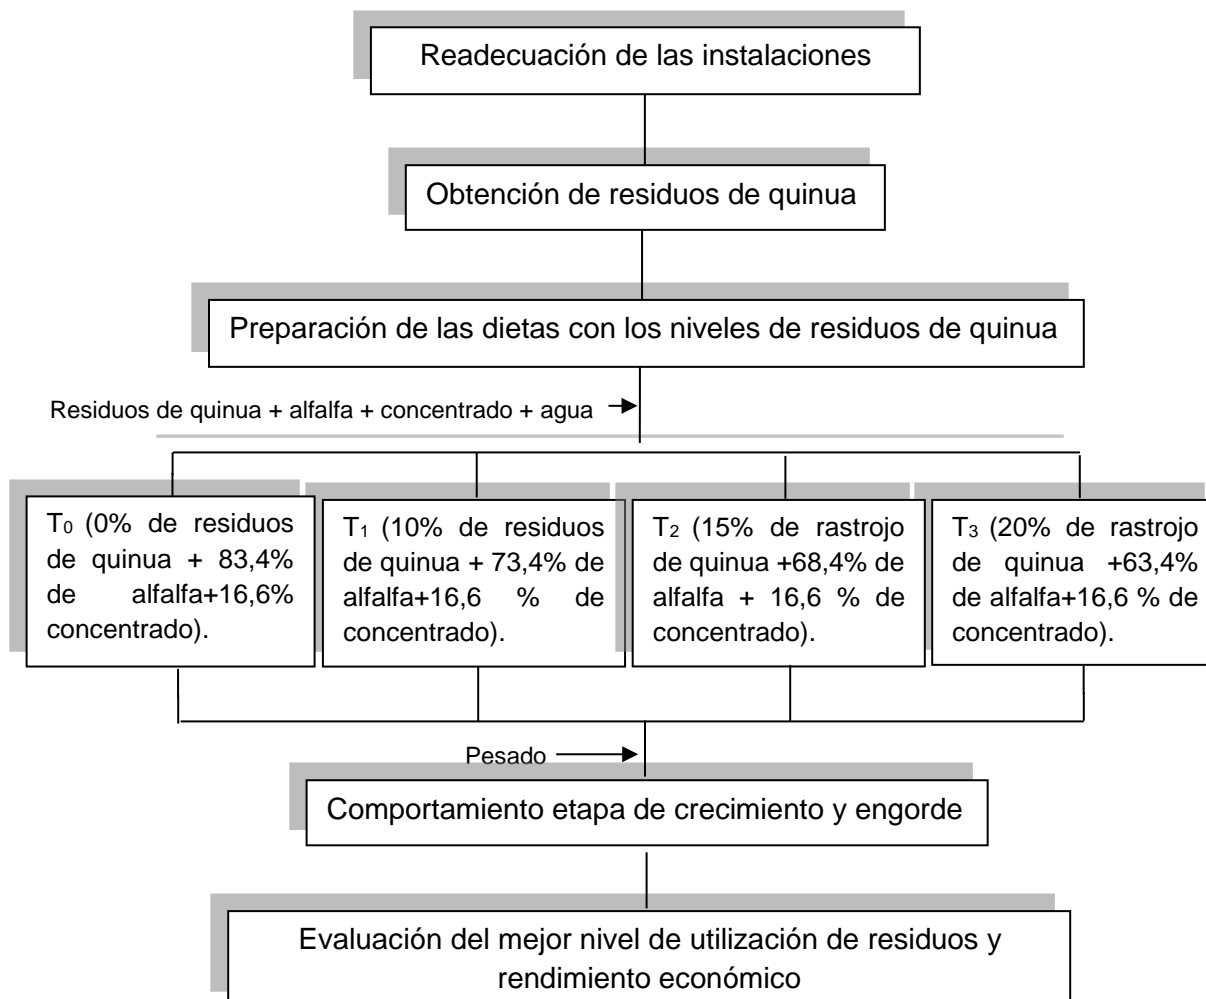 Readecuación de las instalaciones
Obtención de residuos de quinua
Preparación de las dietas con los niveles de residuos de quinua
Residuos de quinua + alfalfa + concentrado + agua
T₀ (0% de residuos
de quinua + 83,4%
de alfalfa+16,6%
concentrado).
T₁ (10% de residuos
de quinua + 73,4% de
alfalfa+16,6 % de
concentrado).
T₂ (15% de rastrojo
de quinua +68,4% de
alfalfa + 16,6 % de
concentrado).
T₃ (20% de rastrojo
de quinua +63,4%
de alfalfa+16,6 % de
concentrado).
Pesado
Comportamiento etapa de crecimiento y engorde
Evaluación del mejor nivel de utilización de residuos y
rendimiento económico